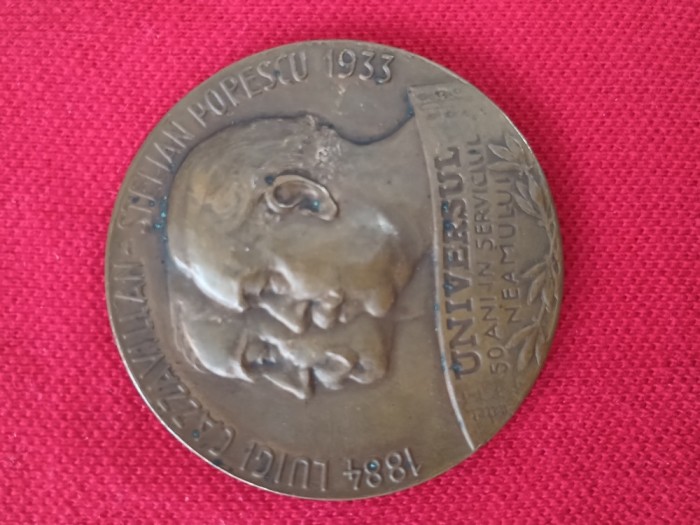 1884 LUIGI CAZZAVILLAN - STELIAN POPESCU 1933
UNIVERSUL
50 ANI IN SERVICIUL
NEAMULUI